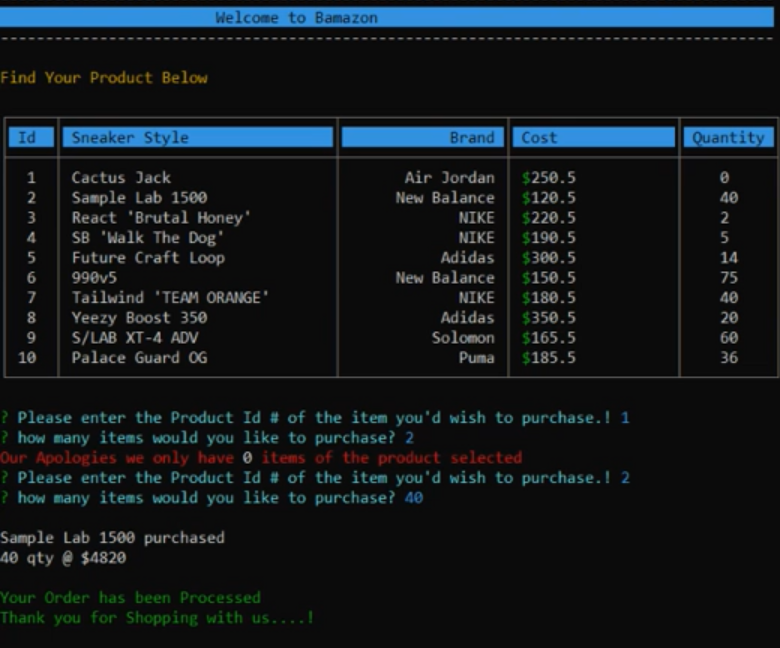 Welcome to Bamazon
Find Your Product Below
Id Sneaker Style Brand Cost Quantity
1 Cactus Jack Air Jordan $250.5 0
2 Sample Lab 1500 New Balance $120.5 40
3 React 'Brutal Honey' NIKE $220.5 2
4 SB 'Walk The Dog' NIKE $190.5 5
5 Future Craft Loop Adidas $300.5 14
6 990v5 New Balance $150.5 75
7 Tailwind 'TEAM ORANGE' NIKE $180.5 40
8 Yeezy Boost 350 Adidas $350.5 20
9 S/LAB XT-4 ADV Solomon $165.5 60
10 Palace Guard OG Puma $185.5 36
? Please enter the Product Id # of the item you'd wish to purchase.! 1
? how many items would you like to purchase? 2
Our Apologies we only have 0 items of the product selected
? Please enter the Product Id # of the item you'd wish to purchase.! 2
? how many items would you like to purchase? 40
Sample Lab 1500 purchased
40 qty @ $4820
Your Order has been Processed
Thank you for Shopping with us....!